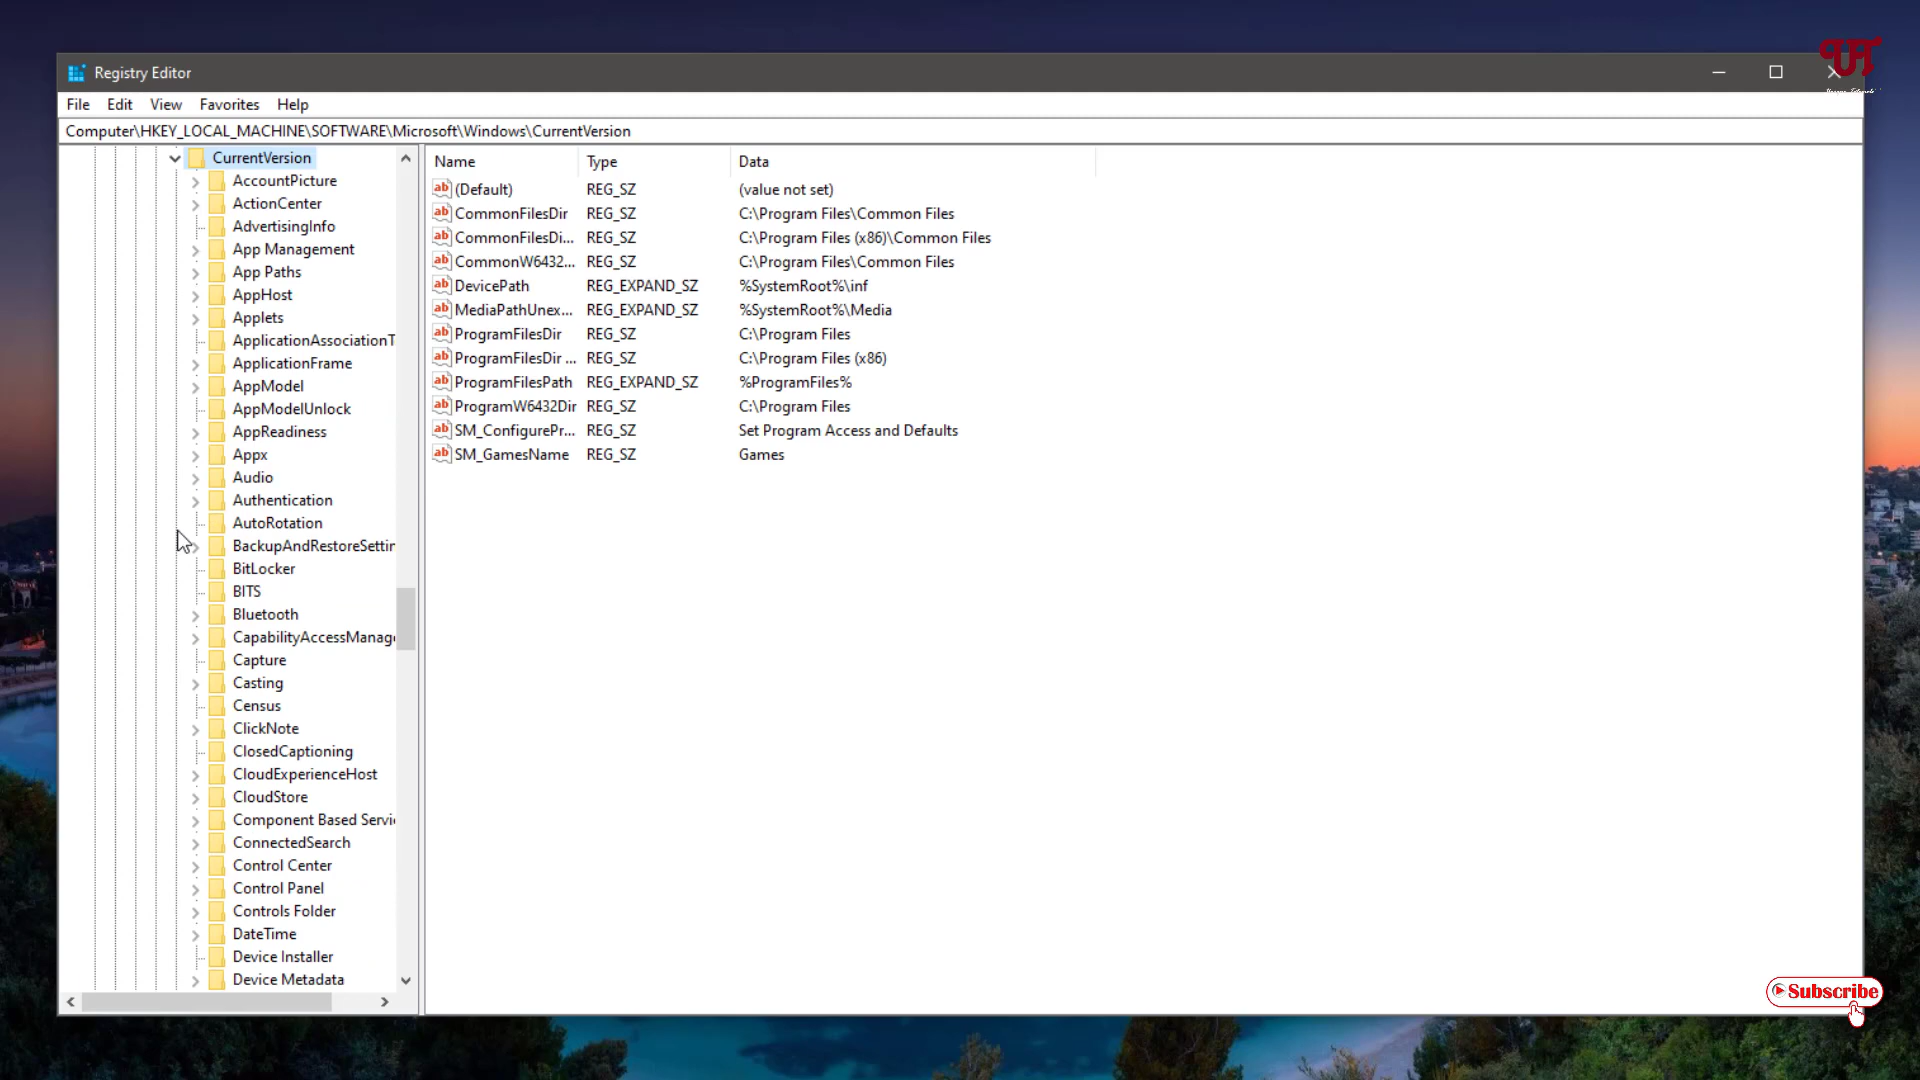 Registry Editor
File Edit View Favorites Help
Computer\HKEY_LOCAL_MACHINE\SOFTWARE\Microsoft\Windows\CurrentVersion
CurrentVersion
AccountPicture
ActionCenter
AdvertisingInfo
App Management
App Paths
AppHost
Applets
ApplicationAssociationT
ApplicationFrame
AppModel
AppModelUnlock
AppReadiness
Appx
Audio
Authentication
AutoRotation
BackupAndRestoreSettin
BitLocker
BITS
Bluetooth
CapabilityAccessManage
Capture
Casting
Census
ClickNote
ClosedCaptioning
CloudExperienceHost
CloudStore
Component Based Servi
ConnectedSearch
Control Center
Control Panel
Controls Folder
DateTime
Device Installer
Device Metadata
Name Type Data
(Default) REG_SZ (value not set)
CommonFilesDir REG_SZ C:\Program Files\Common Files
CommonFilesDi... REG_SZ C:\Program Files (x86)\Common Files
CommonW6432... REG_SZ C:\Program Files\Common Files
DevicePath REG_EXPAND_SZ %SystemRoot%\inf
MediaPathUnex... REG_EXPAND_SZ %SystemRoot%\Media
ProgramFilesDir REG_SZ C:\Program Files
ProgramFilesDir ... REG_SZ C:\Program Files (x86)
ProgramFilesPath REG_EXPAND_SZ %ProgramFiles%
ProgramW6432Dir REG_SZ C:\Program Files
SM_ConfigurePr... REG_SZ Set Program Access and Defaults
SM_GamesName REG_SZ Games
UT
Subscribe